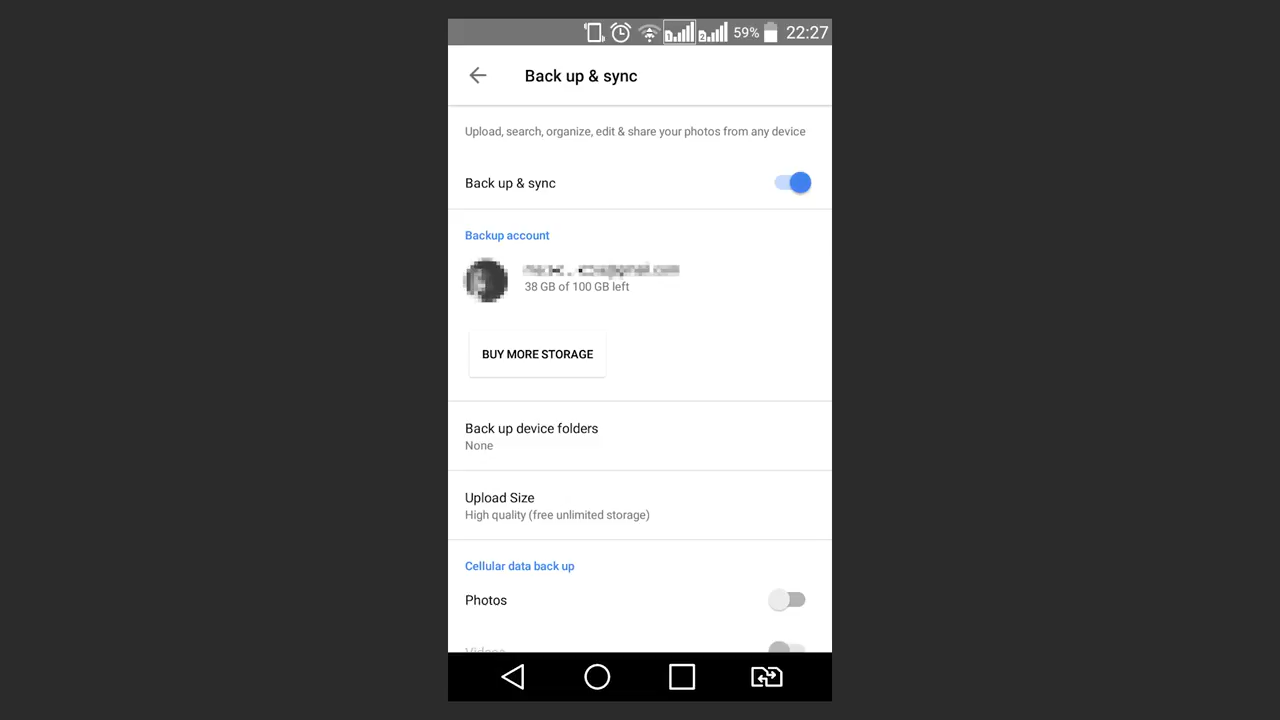 59% 22:27
Back up & sync
Upload, search, organize, edit & share your photos from any device
Back up & sync
Backup account
38 GB of 100 GB left
BUY MORE STORAGE
Back up device folders
None
Upload Size
High quality (free unlimited storage)
Cellular data back up
Photos
Videos